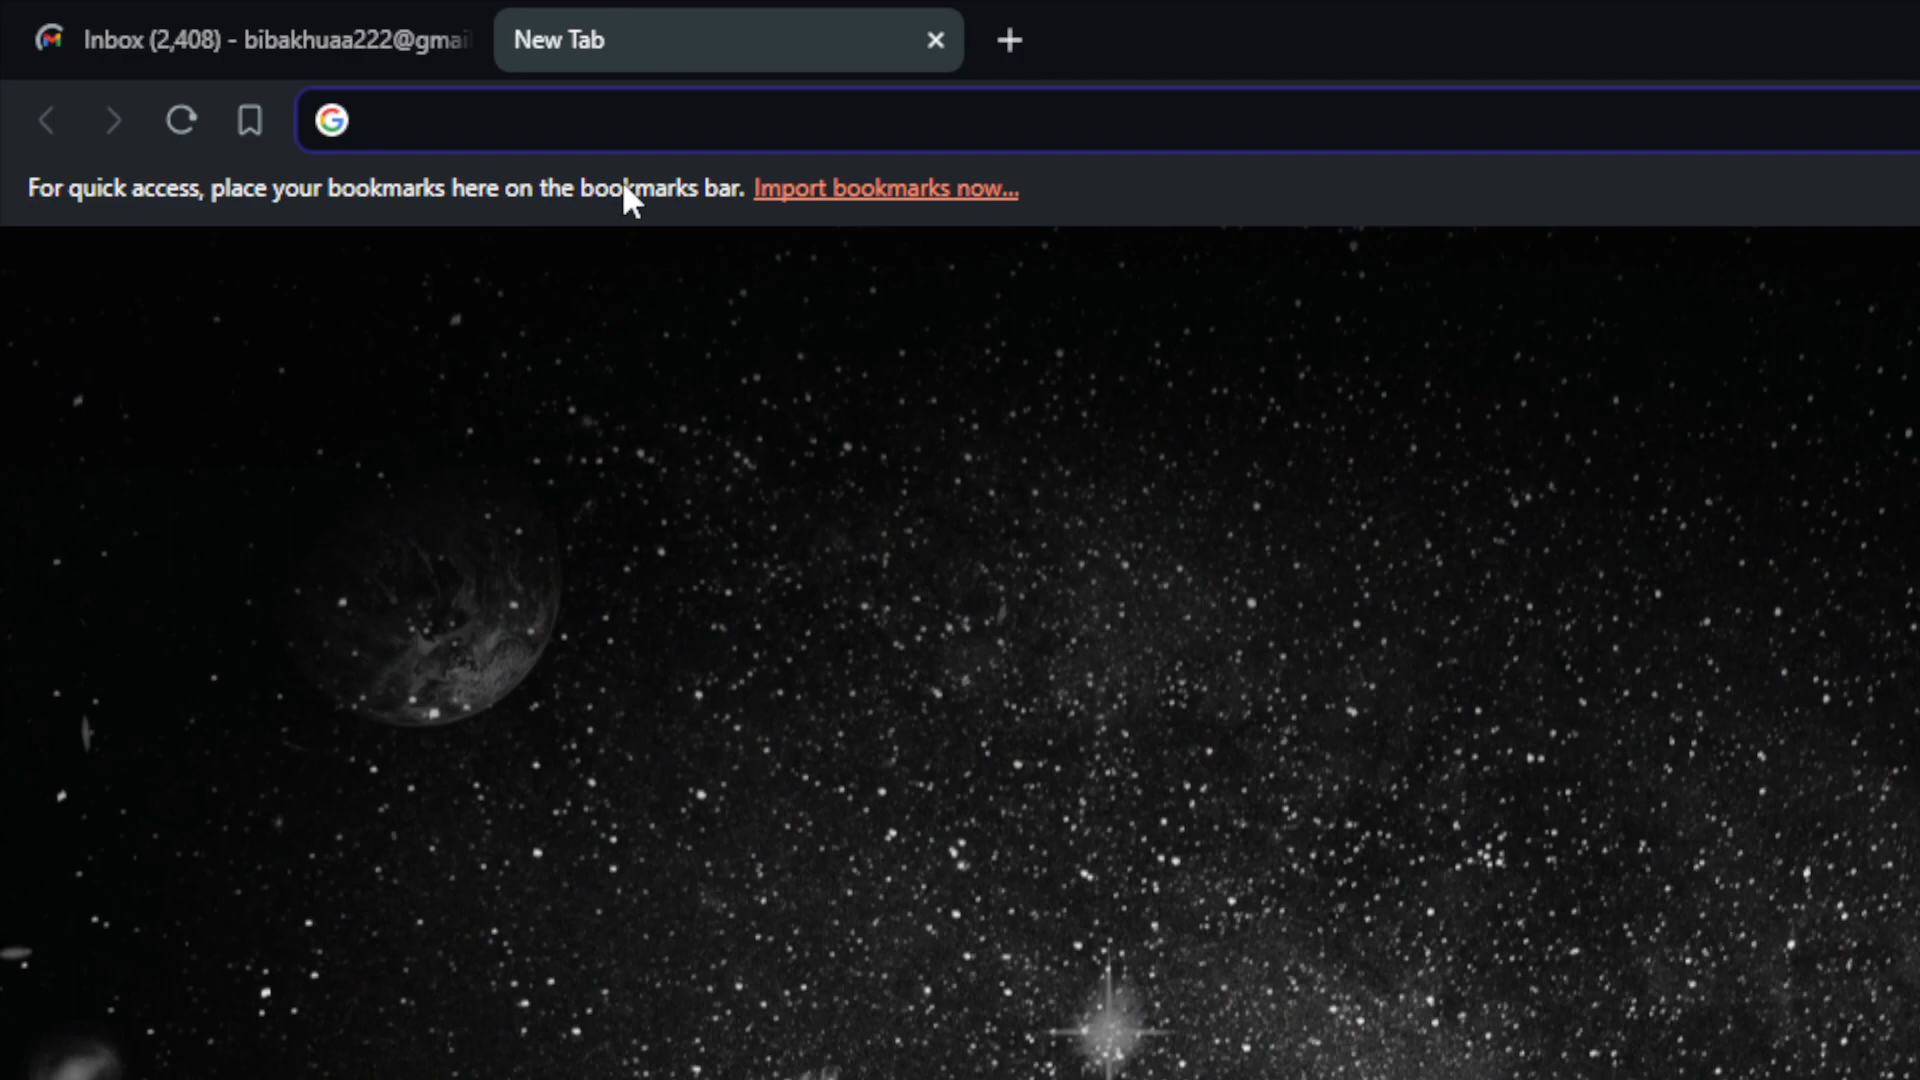 Inbox (2,408) - bibakhuaa222@gmai
New Tab
For quick access, place your bookmarks here on the bookmarks bar. Import bookmarks now...